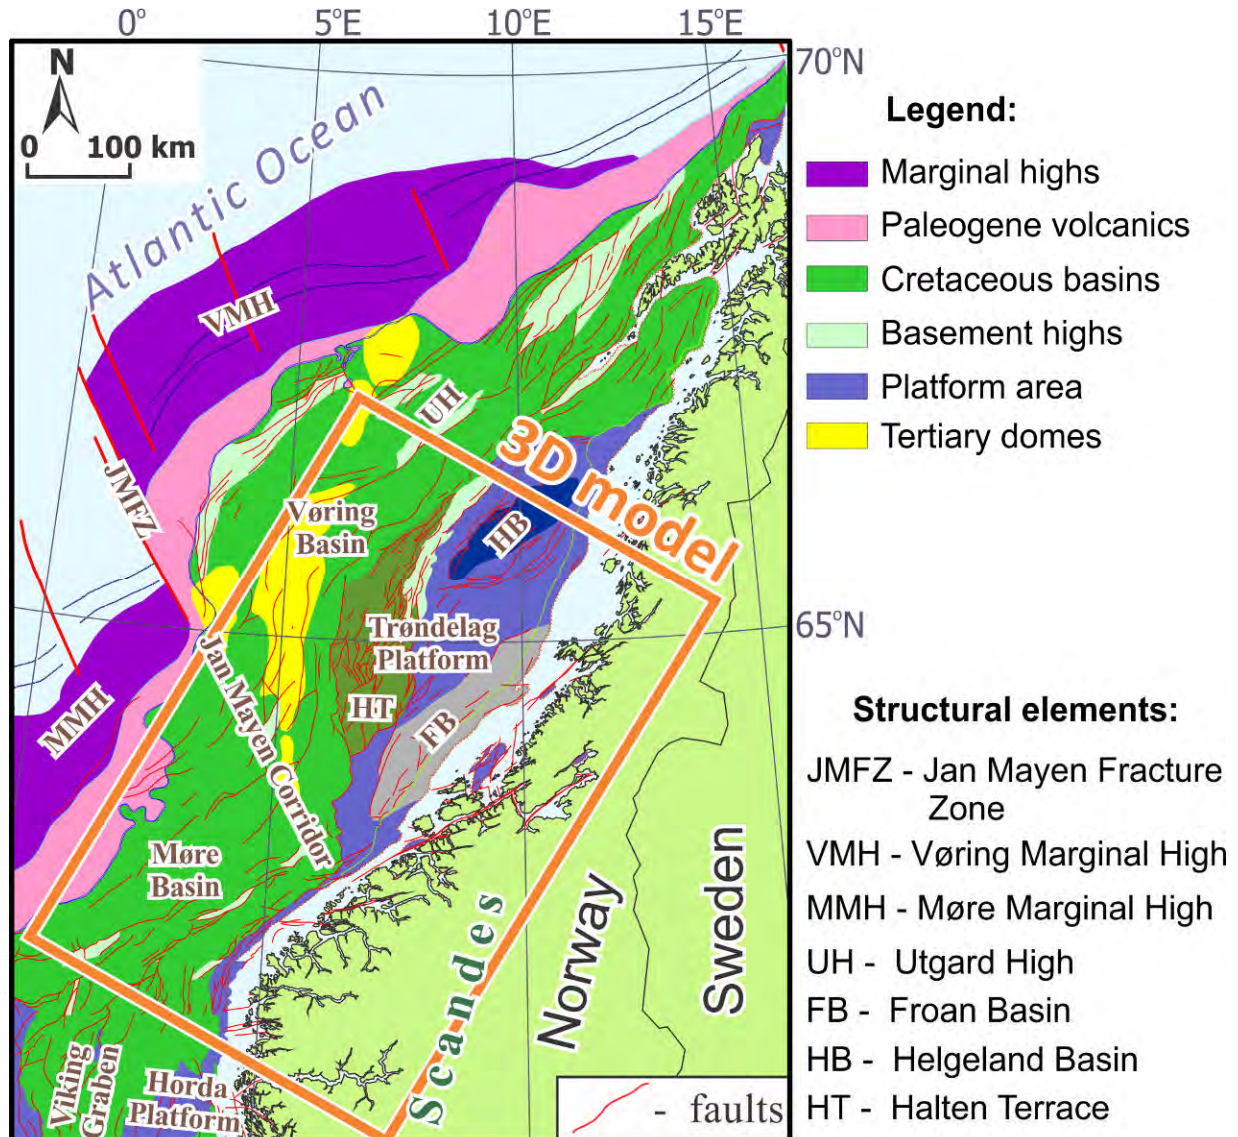 0° 5°E 10°E 15°E
N
0 100 km
Atlantic Ocean
70°N
65°N
VMH
JMFZ
MMH
UH
3D model
HB
Vøring
Basin
Trøndelag
Platform
HT
FB
Jan Mayen Corridor
Møre
Basin
Viking
Graben
Horda
Platform
Scandes
Norway
Sweden
- faults
Legend:
Marginal highs
Paleogene volcanics
Cretaceous basins
Basement highs
Platform area
Tertiary domes
Structural elements:
JMFZ - Jan Mayen Fracture
Zone
VMH - Vøring Marginal High
MMH - Møre Marginal High
UH - Utgard High
FB - Froan Basin
HB - Helgeland Basin
HT - Halten Terrace